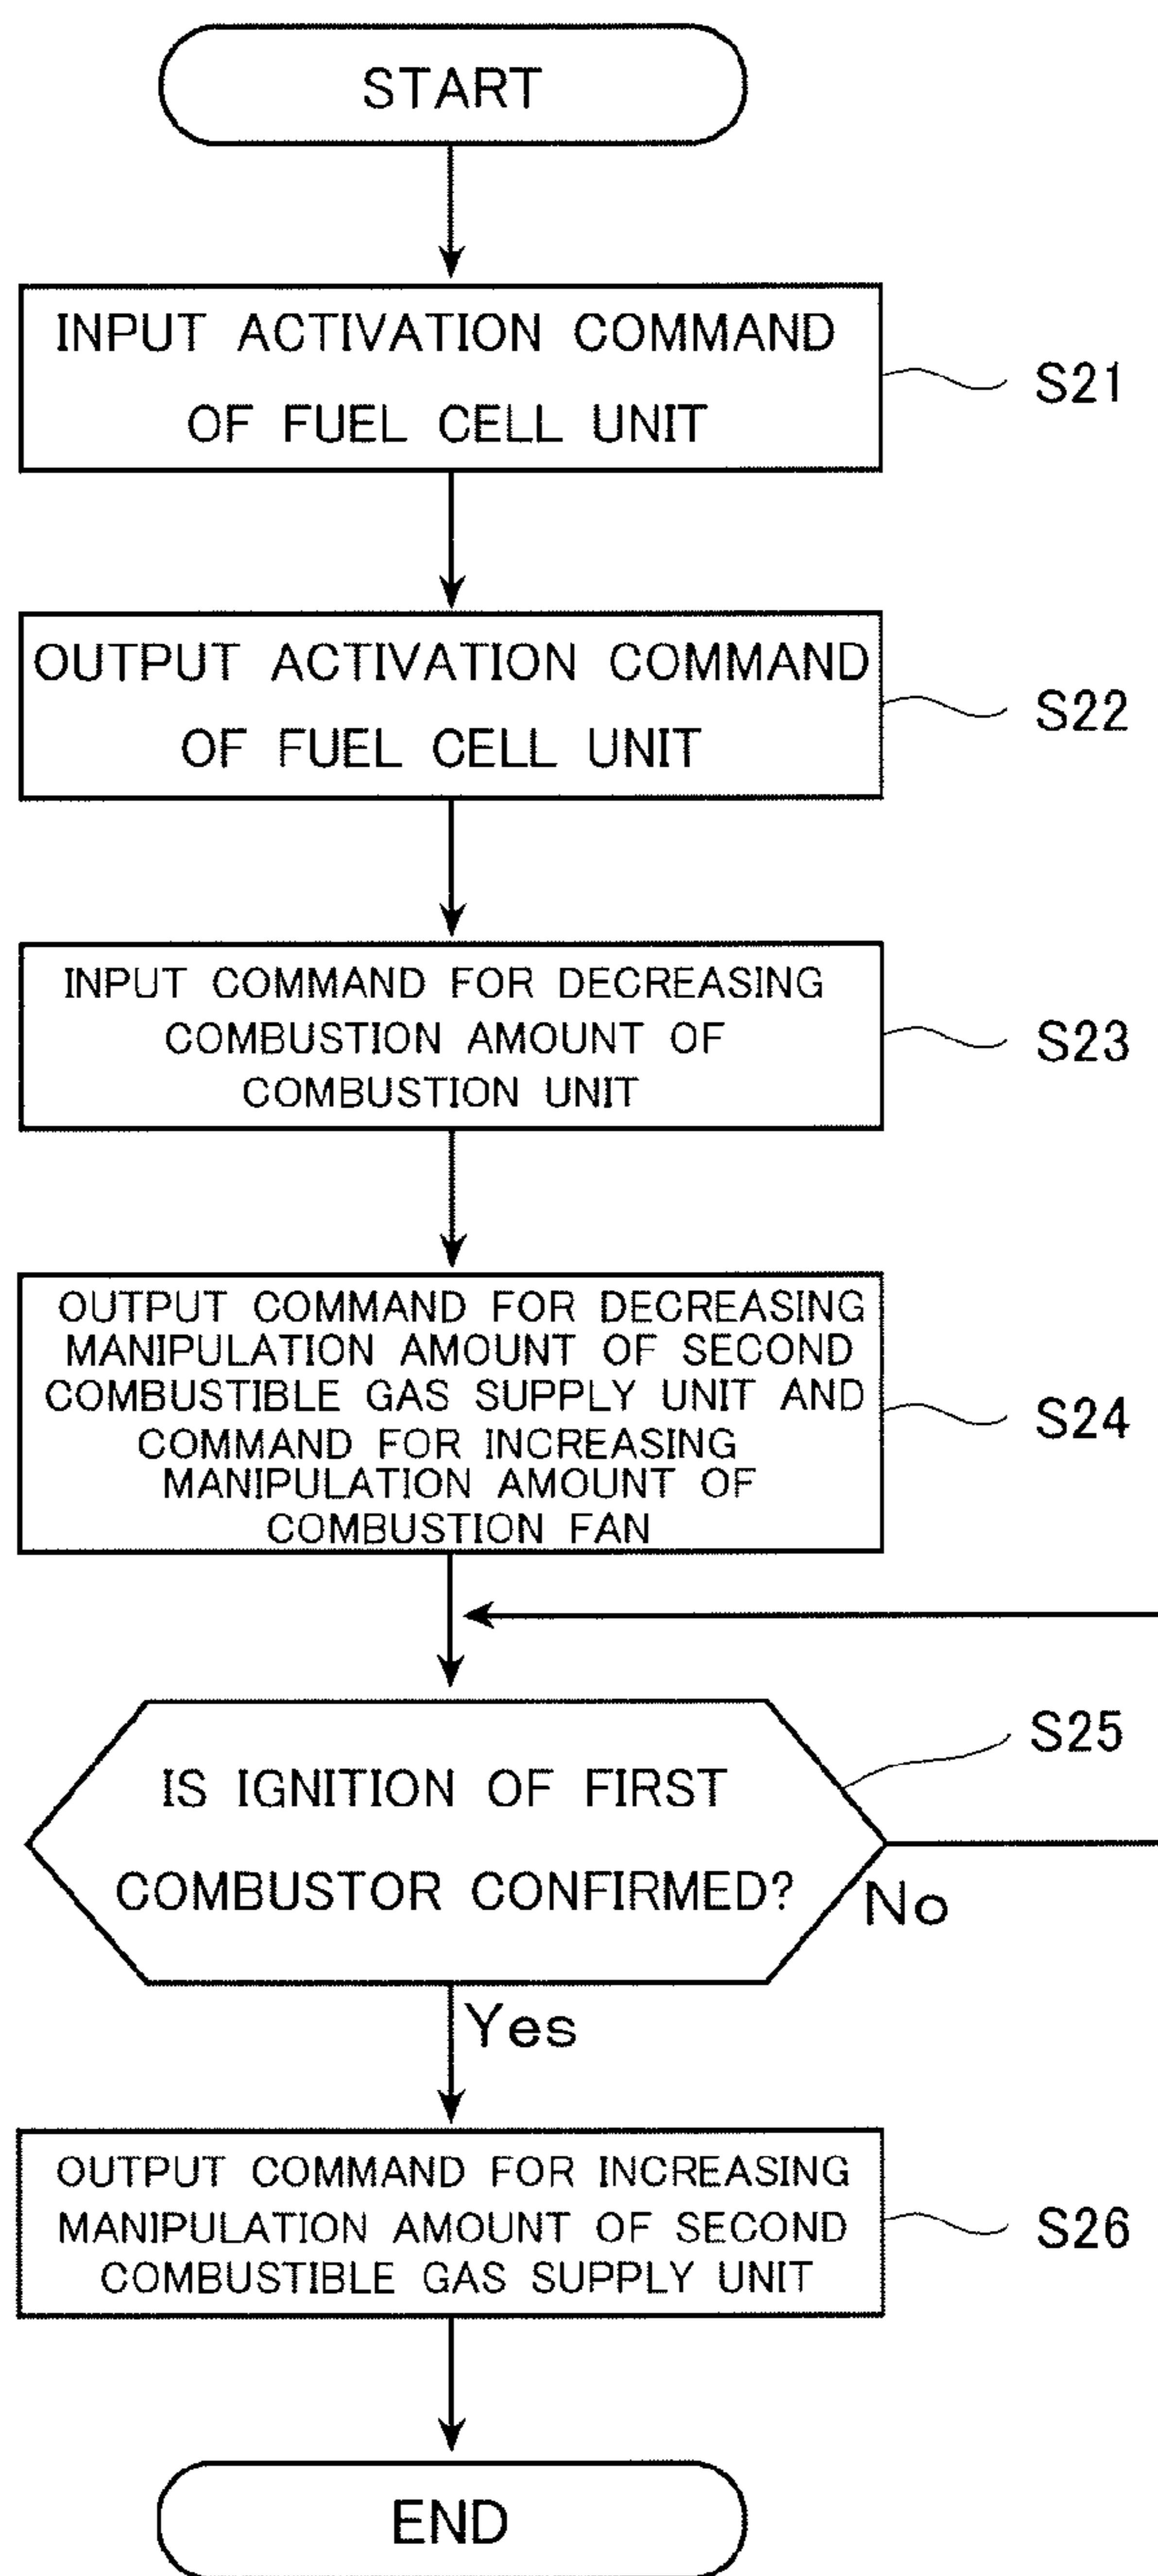 START
INPUT ACTIVATION COMMAND
OF FUEL CELL UNIT
S21
OUTPUT ACTIVATION COMMAND
OF FUEL CELL UNIT
S22
INPUT COMMAND FOR DECREASING
COMBUSTION AMOUNT OF
COMBUSTION UNIT
S23
OUTPUT COMMAND FOR DECREASING
MANIPULATION AMOUNT OF SECOND
COMBUSTIBLE GAS SUPPLY UNIT AND
COMMAND FOR INCREASING
MANIPULATION AMOUNT OF
COMBUSTION FAN
S24
IS IGNITION OF FIRST
COMBUSTOR CONFIRMED?
S25
No
Yes
OUTPUT COMMAND FOR INCREASING
MANIPULATION AMOUNT OF SECOND
COMBUSTIBLE GAS SUPPLY UNIT
S26
END